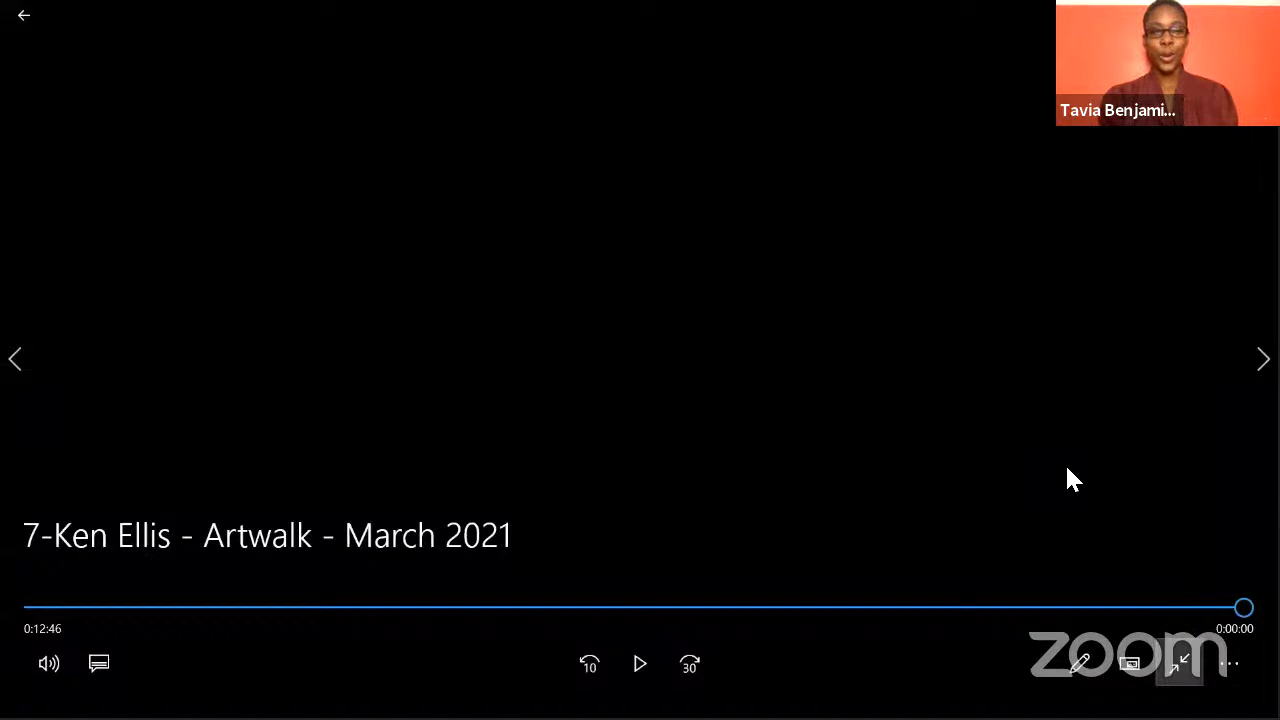 Tavia Benjami...
7-Ken Ellis - Artwalk - March 2021
0:12:46
0:00:00
10
30
zoom